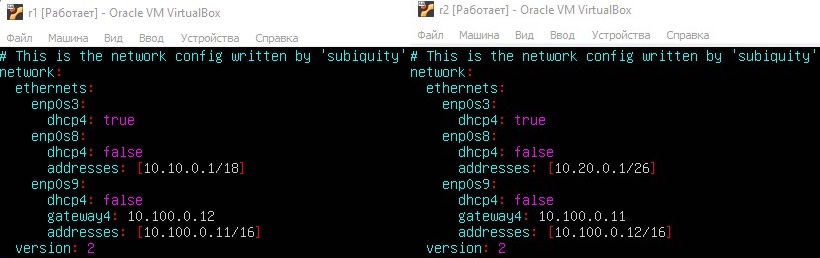 r1 [Работает] - Oracle VM VirtualBox
Файл Машина Вид Ввод Устройства Справка
# This is the network config written by 'subiquity'
network:
  ethernets:
    enp0s3:
      dhcp4: true
    enp0s8:
      dhcp4: false
      addresses: [10.10.0.1/18]
    enp0s9:
      dhcp4: false
      gateway4: 10.100.0.12
      addresses: [10.100.0.11/16]
  version: 2
r2 [Работает] - Oracle VM VirtualBox
Файл Машина Вид Ввод Устройства Справка
# This is the network config written by 'subiquity'
network:
  ethernets:
    enp0s3:
      dhcp4: true
    enp0s8:
      dhcp4: false
      addresses: [10.20.0.1/26]
    enp0s9:
      dhcp4: false
      gateway4: 10.100.0.11
      addresses: [10.100.0.12/16]
  version: 2